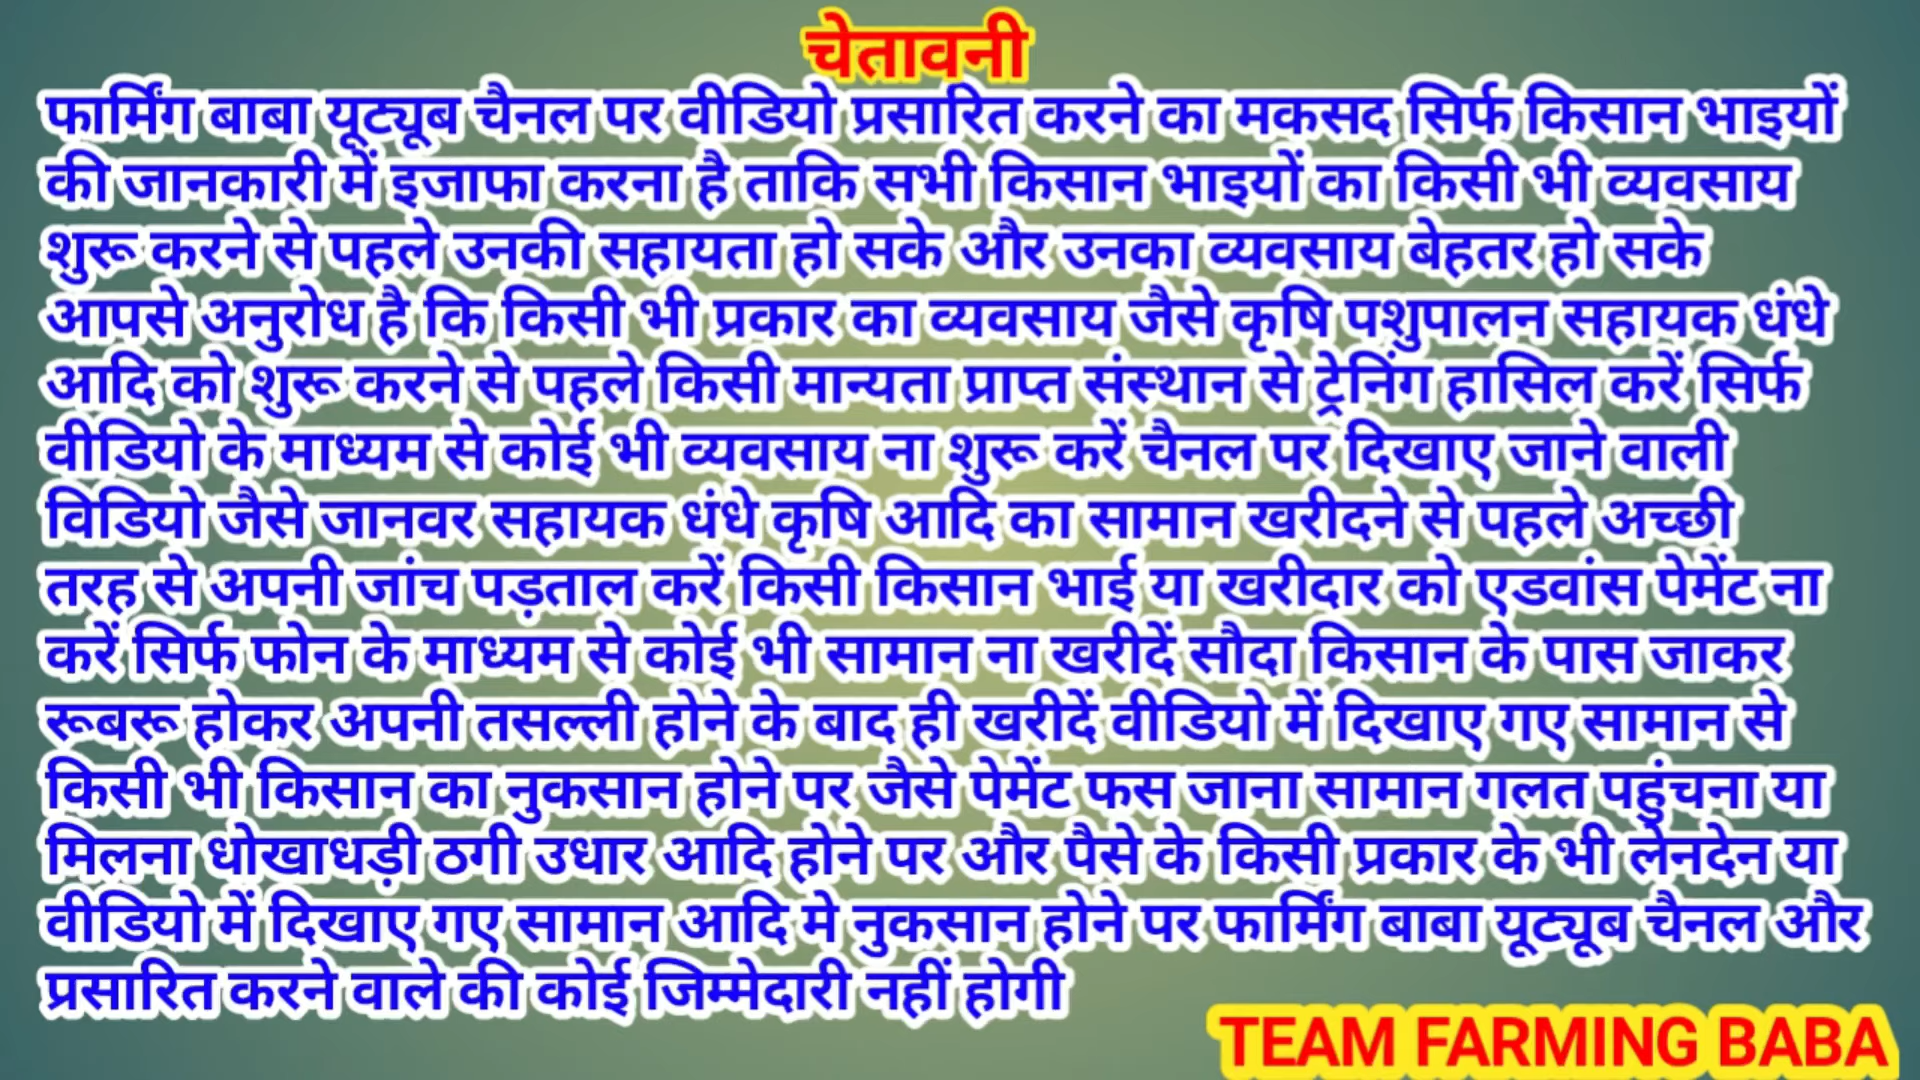 चेतावनी
फार्मिंग बाबा यूट्यूब चैनल पर वीडियो प्रसारित करने का मकसद सिर्फ किसान भाइयों
की जानकारी में इजाफा करना है ताकि सभी किसान भाइयों का किसी भी व्यवसाय
शुरू करने से पहले उनकी सहायता हो सके और उनका व्यवसाय बेहतर हो सके
आपसे अनुरोध है कि किसी भी प्रकार का व्यवसाय जैसे कृषि पशुपालन सहायक धंधे
आदि को शुरू करने से पहले किसी मान्यता प्राप्त संस्थान से ट्रेनिंग हासिल करें सिर्फ
वीडियो के माध्यम से कोई भी व्यवसाय ना शुरू करें चैनल पर दिखाए जाने वाली
विडियो जैसे जानवर सहायक धंधे कृषि आदि का सामान खरीदने से पहले अच्छी
तरह से अपनी जांच पड़ताल करें किसी किसान भाई या खरीदार को एडवांस पेमेंट ना
करें सिर्फ फोन के माध्यम से कोई भी सामान ना खरीदें सौदा किसान के पास जाकर
रूबरू होकर अपनी तसल्ली होने के बाद ही खरीदें वीडियो में दिखाए गए सामान से
किसी भी किसान का नुकसान होने पर जैसे पेमेंट फस जाना सामान गलत पहुंचना या
मिलना धोखाधड़ी ठगी उधार आदि होने पर और पैसे के किसी प्रकार के भी लेनदेन या
वीडियो में दिखाए गए सामान आदि मे नुकसान होने पर फार्मिंग बाबा यूट्यूब चैनल और
प्रसारित करने वाले की कोई जिम्मेदारी नहीं होगी
TEAM FARMING BABA